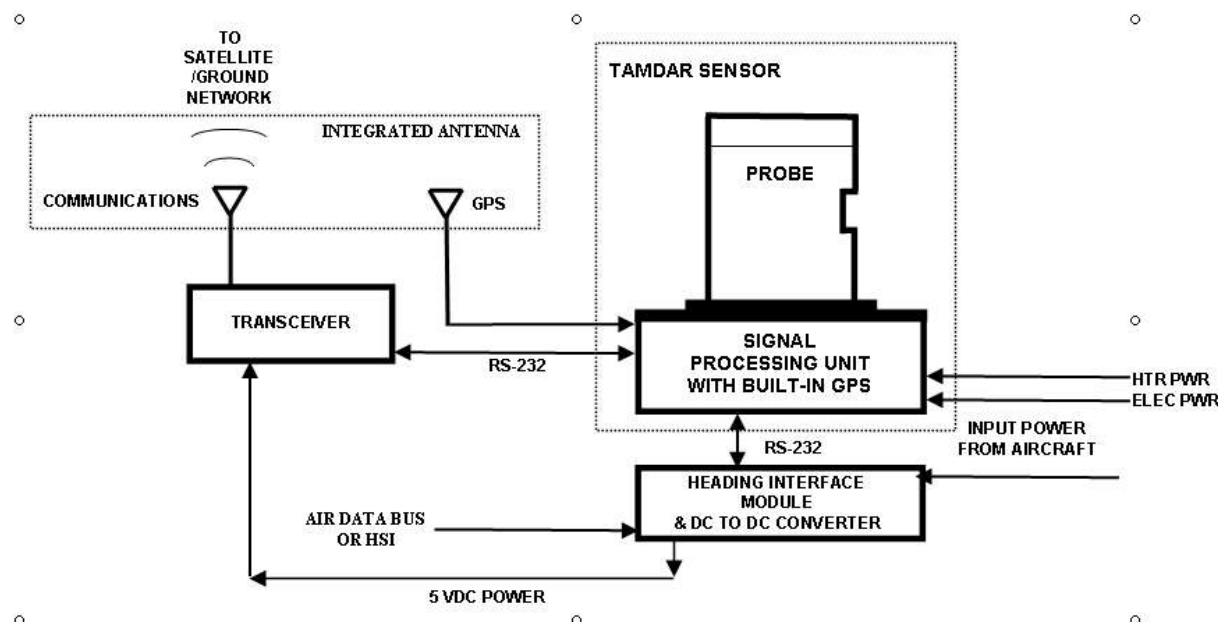 TO
SATELLITE
/GROUND
NETWORK
INTEGRATED ANTENNA
COMMUNICATIONS
GPS
TAMDAR SENSOR
PROBE
TRANSCEIVER
RS-232
SIGNAL
PROCESSING UNIT
WITH BUILT-IN GPS
HTR PWR
ELEC PWR
INPUT POWER
FROM AIRCRAFT
RS-232
HEADING INTERFACE
MODULE
& DC TO DC CONVERTER
AIR DATA BUS
OR HSI
5 VDC POWER